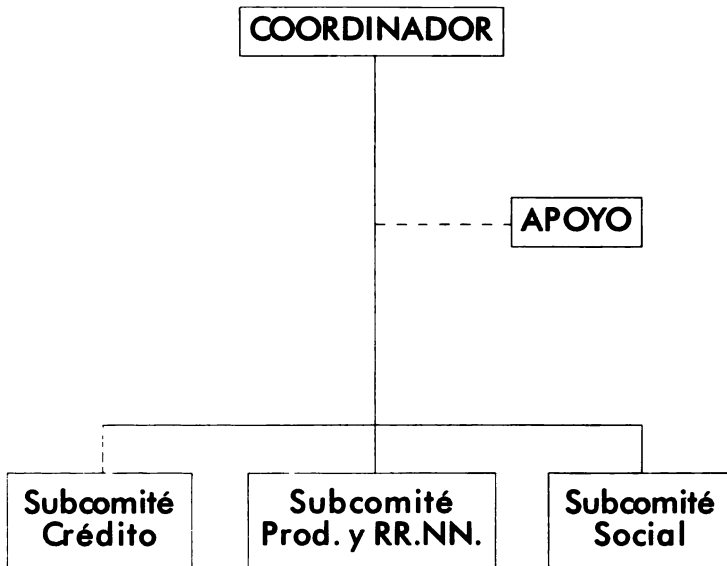 COORDINADOR
APOYO
Subcomité
Crédito
Subcomité
Prod. y RR.NN.
Subcomité
Social